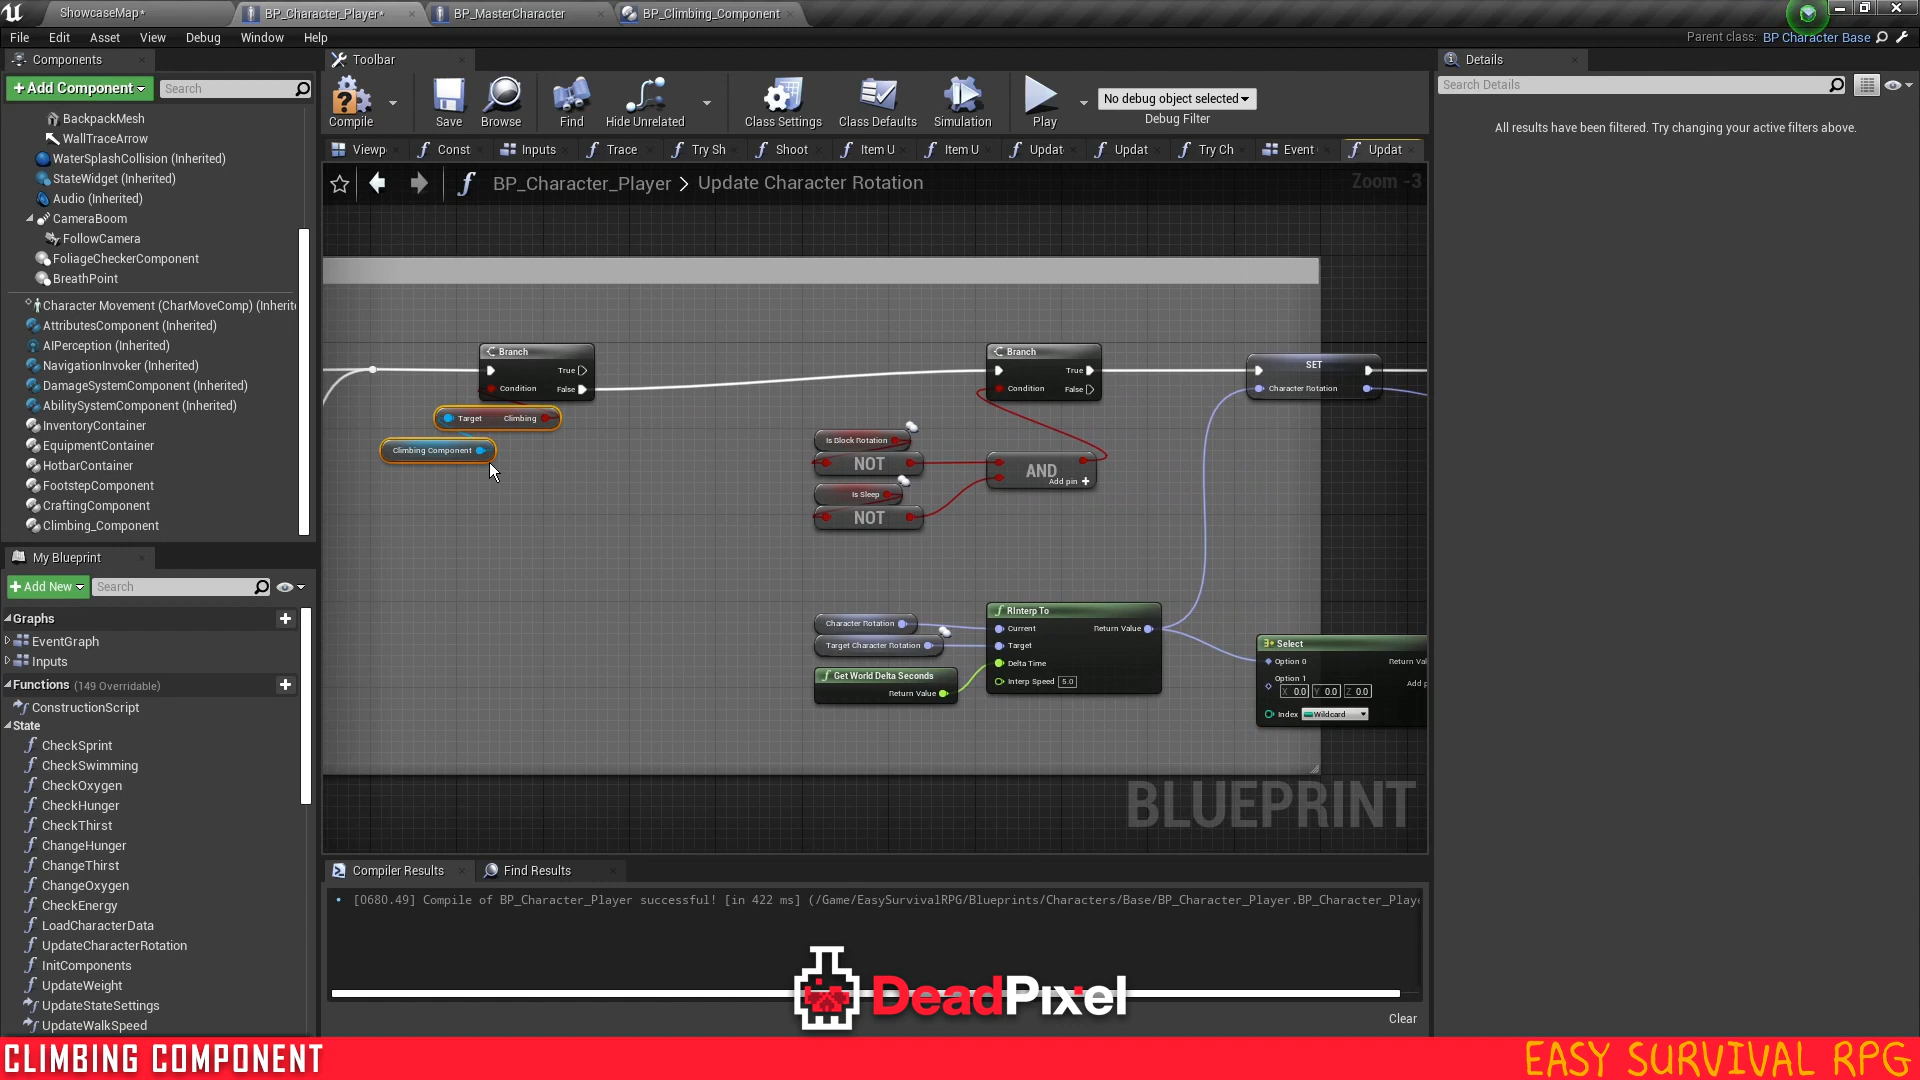 ShowcaseMap*
BP_Character_Player*
BP_MasterCharacter
BP_Climbing_Component
File Edit Asset View Debug Window Help
Parent class: BP Character Base
Components
Add Component
Search
BackpackMesh
WallTraceArrow
WaterSplashCollision (Inherited)
StateWidget (Inherited)
Audio (Inherited)
CameraBoom
FollowCamera
FoliageCheckerComponent
BreathPoint
Character Movement (CharMoveComp) (Inherite
AttributesComponent (Inherited)
AIPerception (Inherited)
NavigationInvoker (Inherited)
DamageSystemComponent (Inherited)
AbilitySystemComponent (Inherited)
InventoryContainer
EquipmentContainer
HotbarContainer
FootstepComponent
CraftingComponent
Climbing_Component
My Blueprint
Add New
Search
Graphs
EventGraph
Inputs
Functions (149 Overridable)
ConstructionScript
State
CheckSprint
CheckSwimming
CheckOxygen
CheckHunger
CheckThirst
ChangeHunger
ChangeThirst
ChangeOxygen
CheckEnergy
LoadCharacterData
UpdateCharacterRotation
InitComponents
UpdateWeight
UpdateStateSettings
UpdateWalkSpeed
Toolbar
Compile
Save
Browse
Find
Hide Unrelated
Class Settings
Class Defaults
Simulation
Play
No debug object selected
Debug Filter
Viewp
Const
Inputs
Trace
Try Sh
Shoot
Item U
Item U
Updat
Updat
Try Ch
Event
Updat
BP_Character_Player > Update Character Rotation
Zoom -3
Branch
True
Condition False
Target Climbing
Climbing Component
Is Block Rotation
NOT
Is Sleep
NOT
AND
Add pin +
Branch
True
Condition False
SET
Character Rotation
Character Rotation
Target Character Rotation
Get World Delta Seconds
Return Value
RInterp To
Current Return Value
Target
Delta Time
Interp Speed 5.0
Select
Option 0 Return Val
Option 1 Add p
X 0.0 Y 0.0 Z 0.0
Index Wildcard
BLUEPRINT
Compiler Results
Find Results
[0680.49] Compile of BP_Character_Player successful! [in 422 ms] (/Game/EasySurvivalRPG/Blueprints/Characters/Base/BP_Character_Player.BP_Character_Playe
Clear
Details
Search Details
All results have been filtered. Try changing your active filters above.
DeadPixel
CLIMBING COMPONENT
EASY SURVIVAL RPG